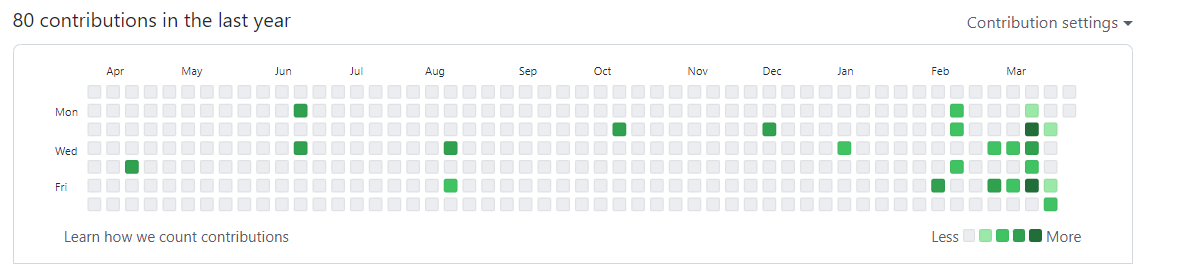 80 contributions in the last year
Contribution settings
Apr May Jun Jul Aug Sep Oct Nov Dec Jan Feb Mar
Mon
Wed
Fri
Learn how we count contributions
Less More